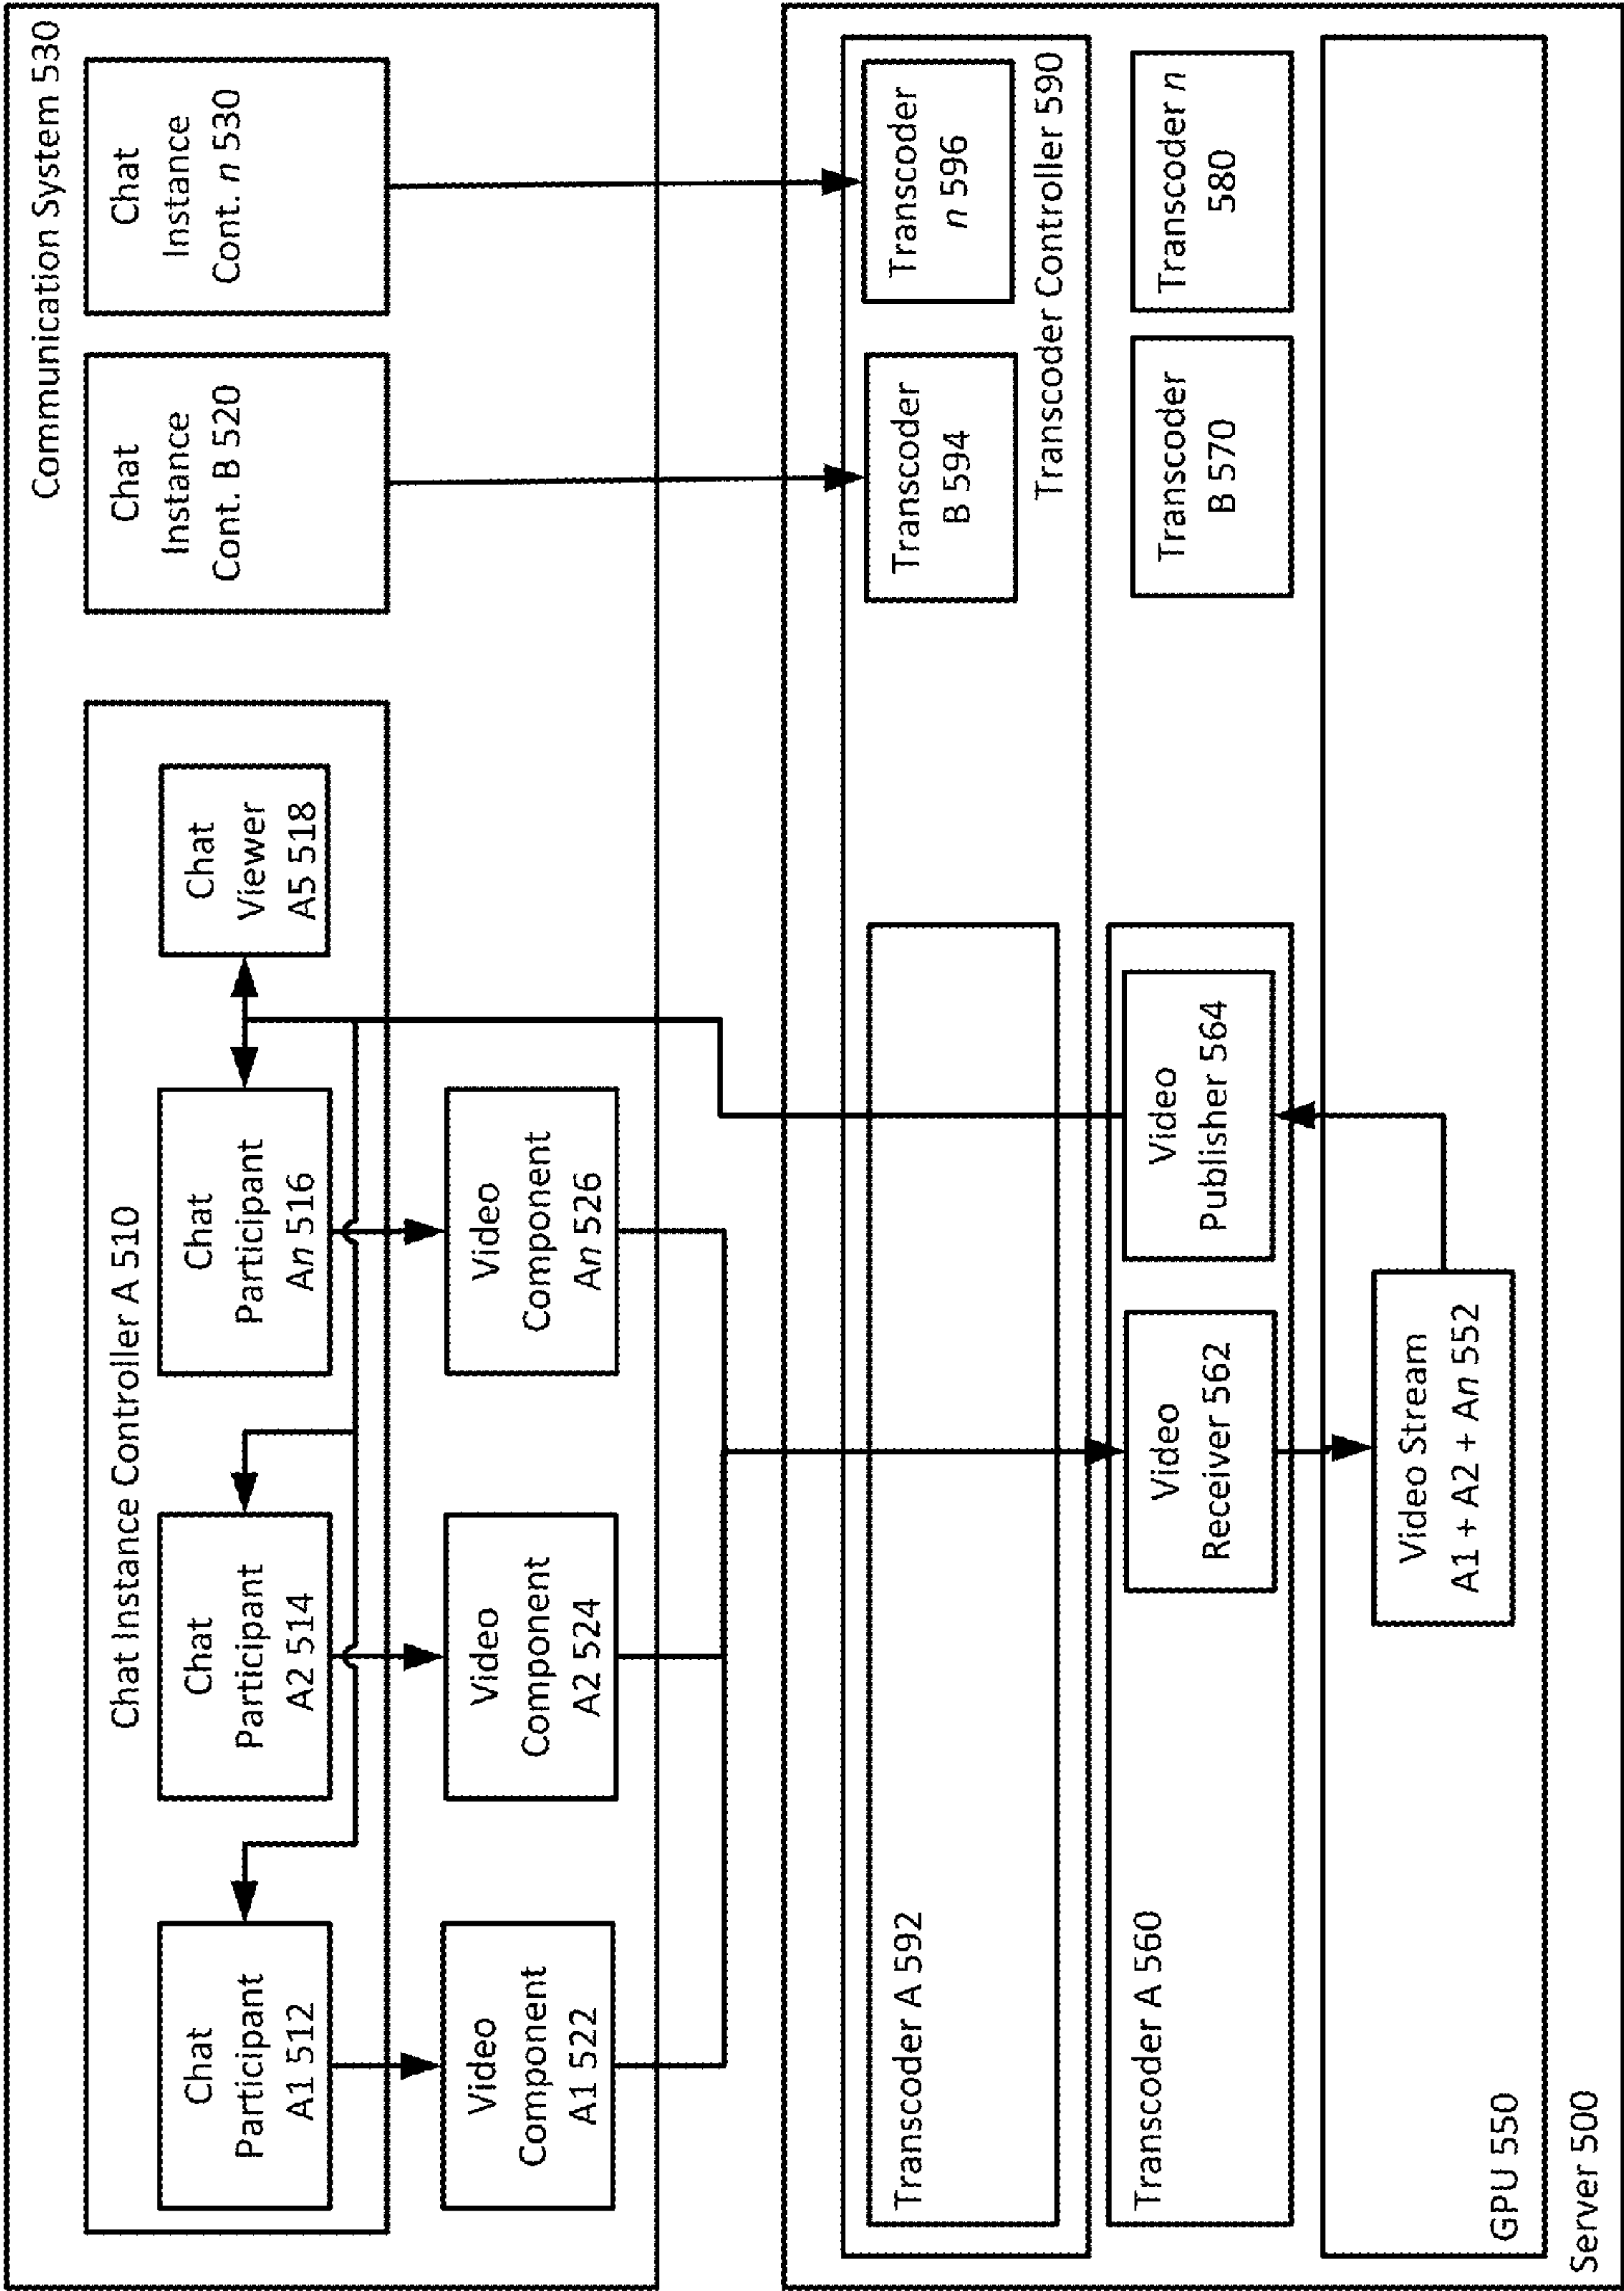 Communication System 530
Chat Instance Controller A 510
Chat
Participant
A1 512
Chat
Participant
A2 514
Chat
Participant
An 516
Chat
Viewer
A5 518
Chat
Instance
Cont. B 520
Chat
Instance
Cont. n 530
Video
Component
A1 522
Video
Component
A2 524
Video
Component
An 526
Transcoder A 592
Transcoder
B 594
Transcoder
n 596
Transcoder Controller 590
Transcoder A 560
Video
Receiver 562
Video
Publisher 564
Transcoder
B 570
Transcoder n
580
Video Stream
A1 + A2 + An 552
GPU 550
Server 500